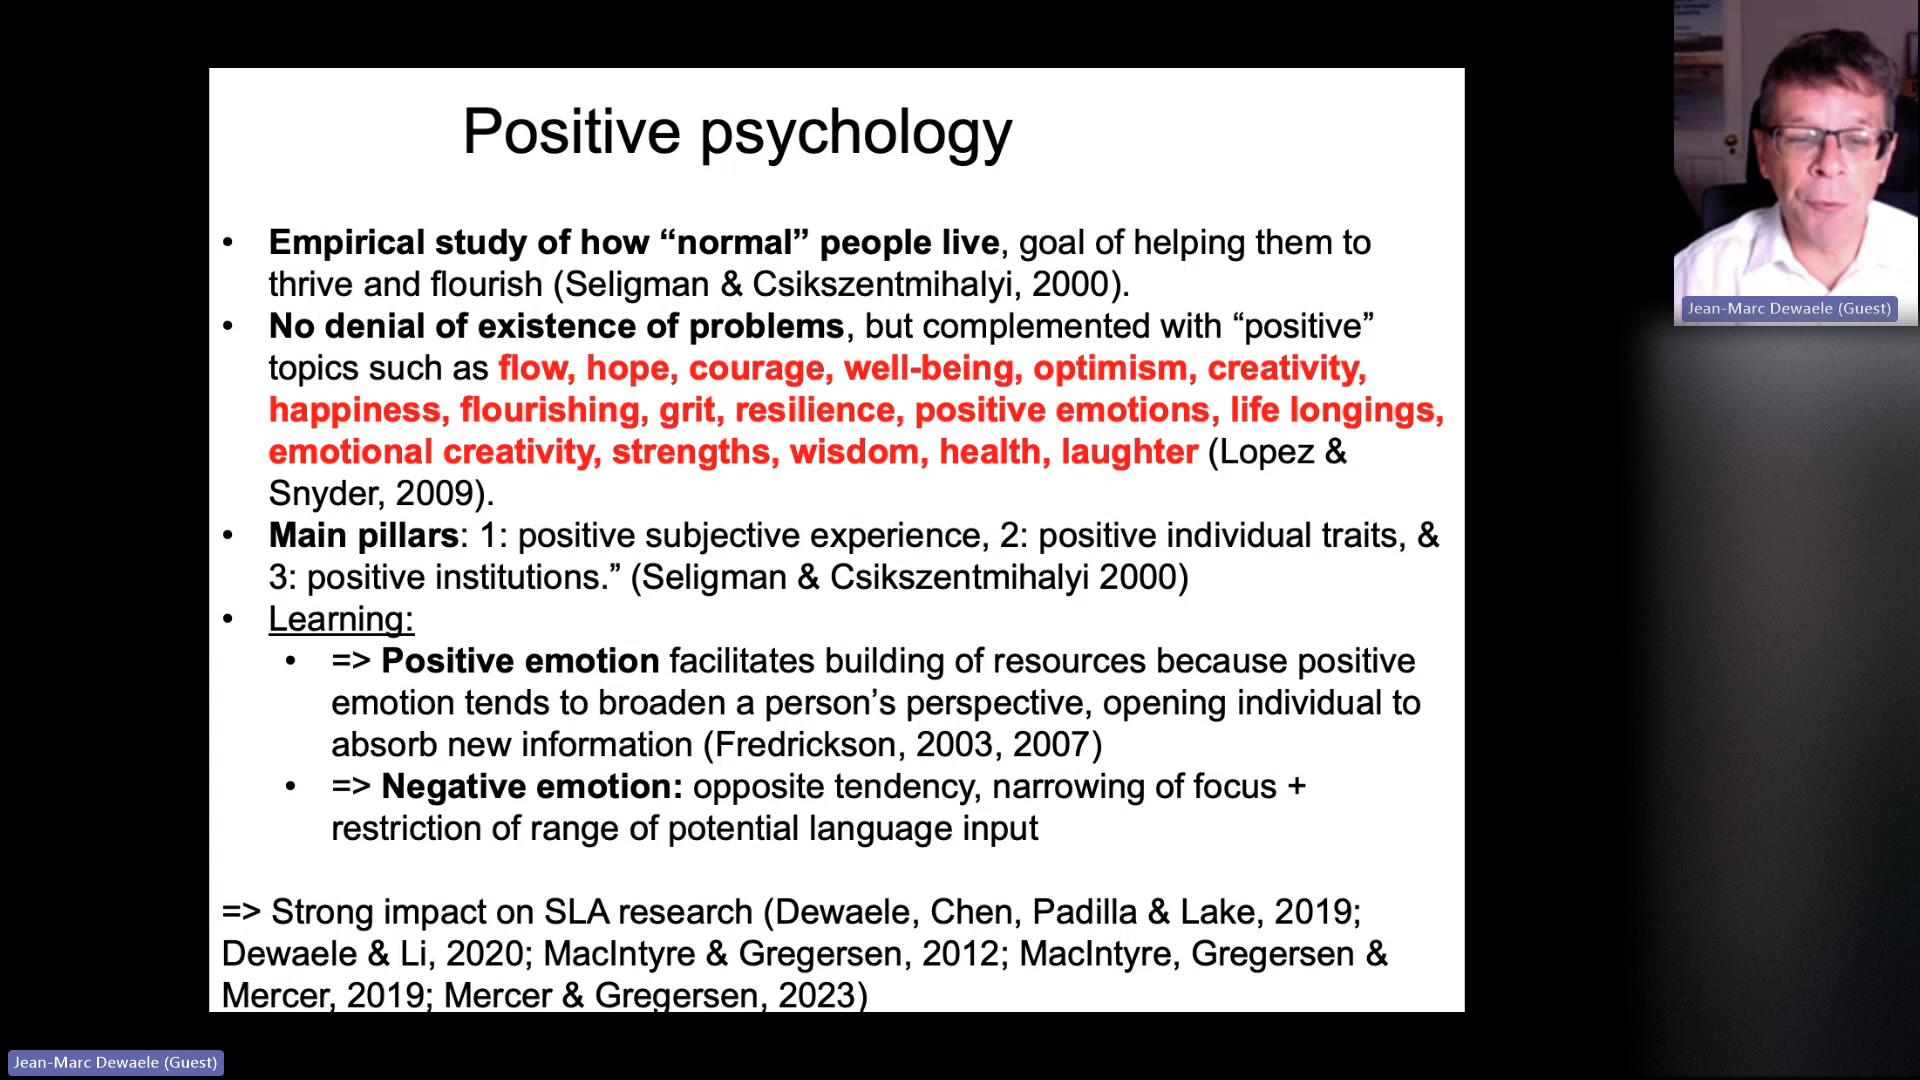 Positive psychology
• Empirical study of how “normal” people live, goal of helping them to
thrive and flourish (Seligman & Csikszentmihalyi, 2000).
• No denial of existence of problems, but complemented with “positive”
topics such as flow, hope, courage, well-being, optimism, creativity,
happiness, flourishing, grit, resilience, positive emotions, life longings,
emotional creativity, strengths, wisdom, health, laughter (Lopez &
Snyder, 2009).
• Main pillars: 1: positive subjective experience, 2: positive individual traits, &
3: positive institutions.” (Seligman & Csikszentmihalyi 2000)
• Learning:
• => Positive emotion facilitates building of resources because positive
emotion tends to broaden a person’s perspective, opening individual to
absorb new information (Fredrickson, 2003, 2007)
• => Negative emotion: opposite tendency, narrowing of focus +
restriction of range of potential language input
=> Strong impact on SLA research (Dewaele, Chen, Padilla & Lake, 2019;
Dewaele & Li, 2020; MacIntyre & Gregersen, 2012; MacIntyre, Gregersen &
Mercer, 2019; Mercer & Gregersen, 2023)
Jean-Marc Dewaele (Guest)
Jean-Marc Dewaele (Guest)